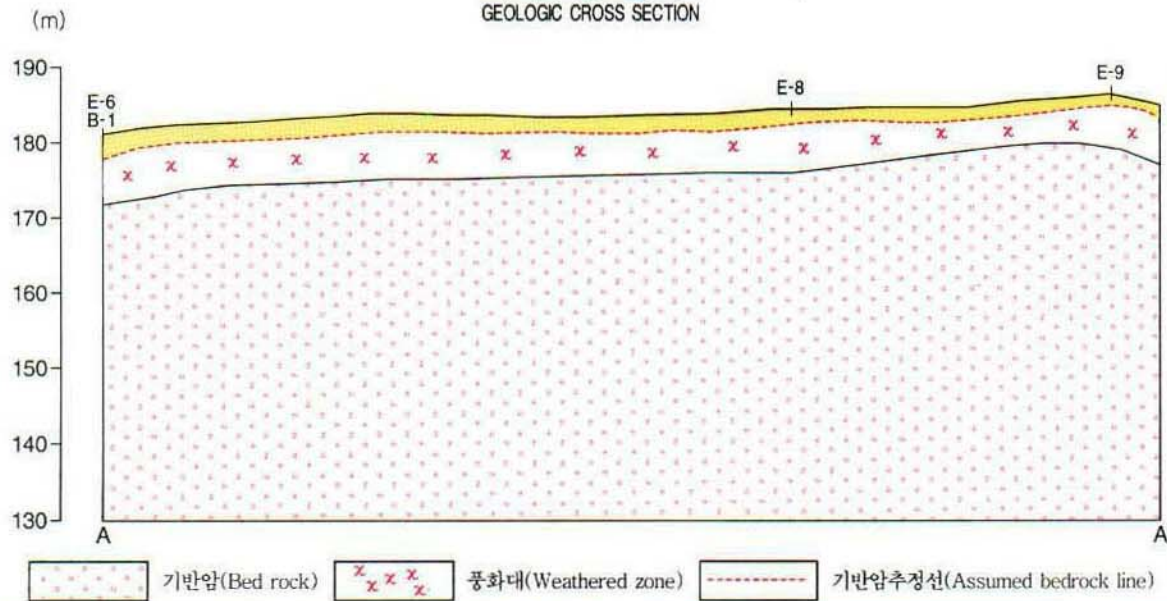 GEOLOGIC CROSS SECTION
(m)
190
180
170
160
150
140
130
E-6
B-1
E-8
E-9
A
A
기반암(Bed rock)
풍화대(Weathered zone)
기반암추정선(Assumed bedrock line)